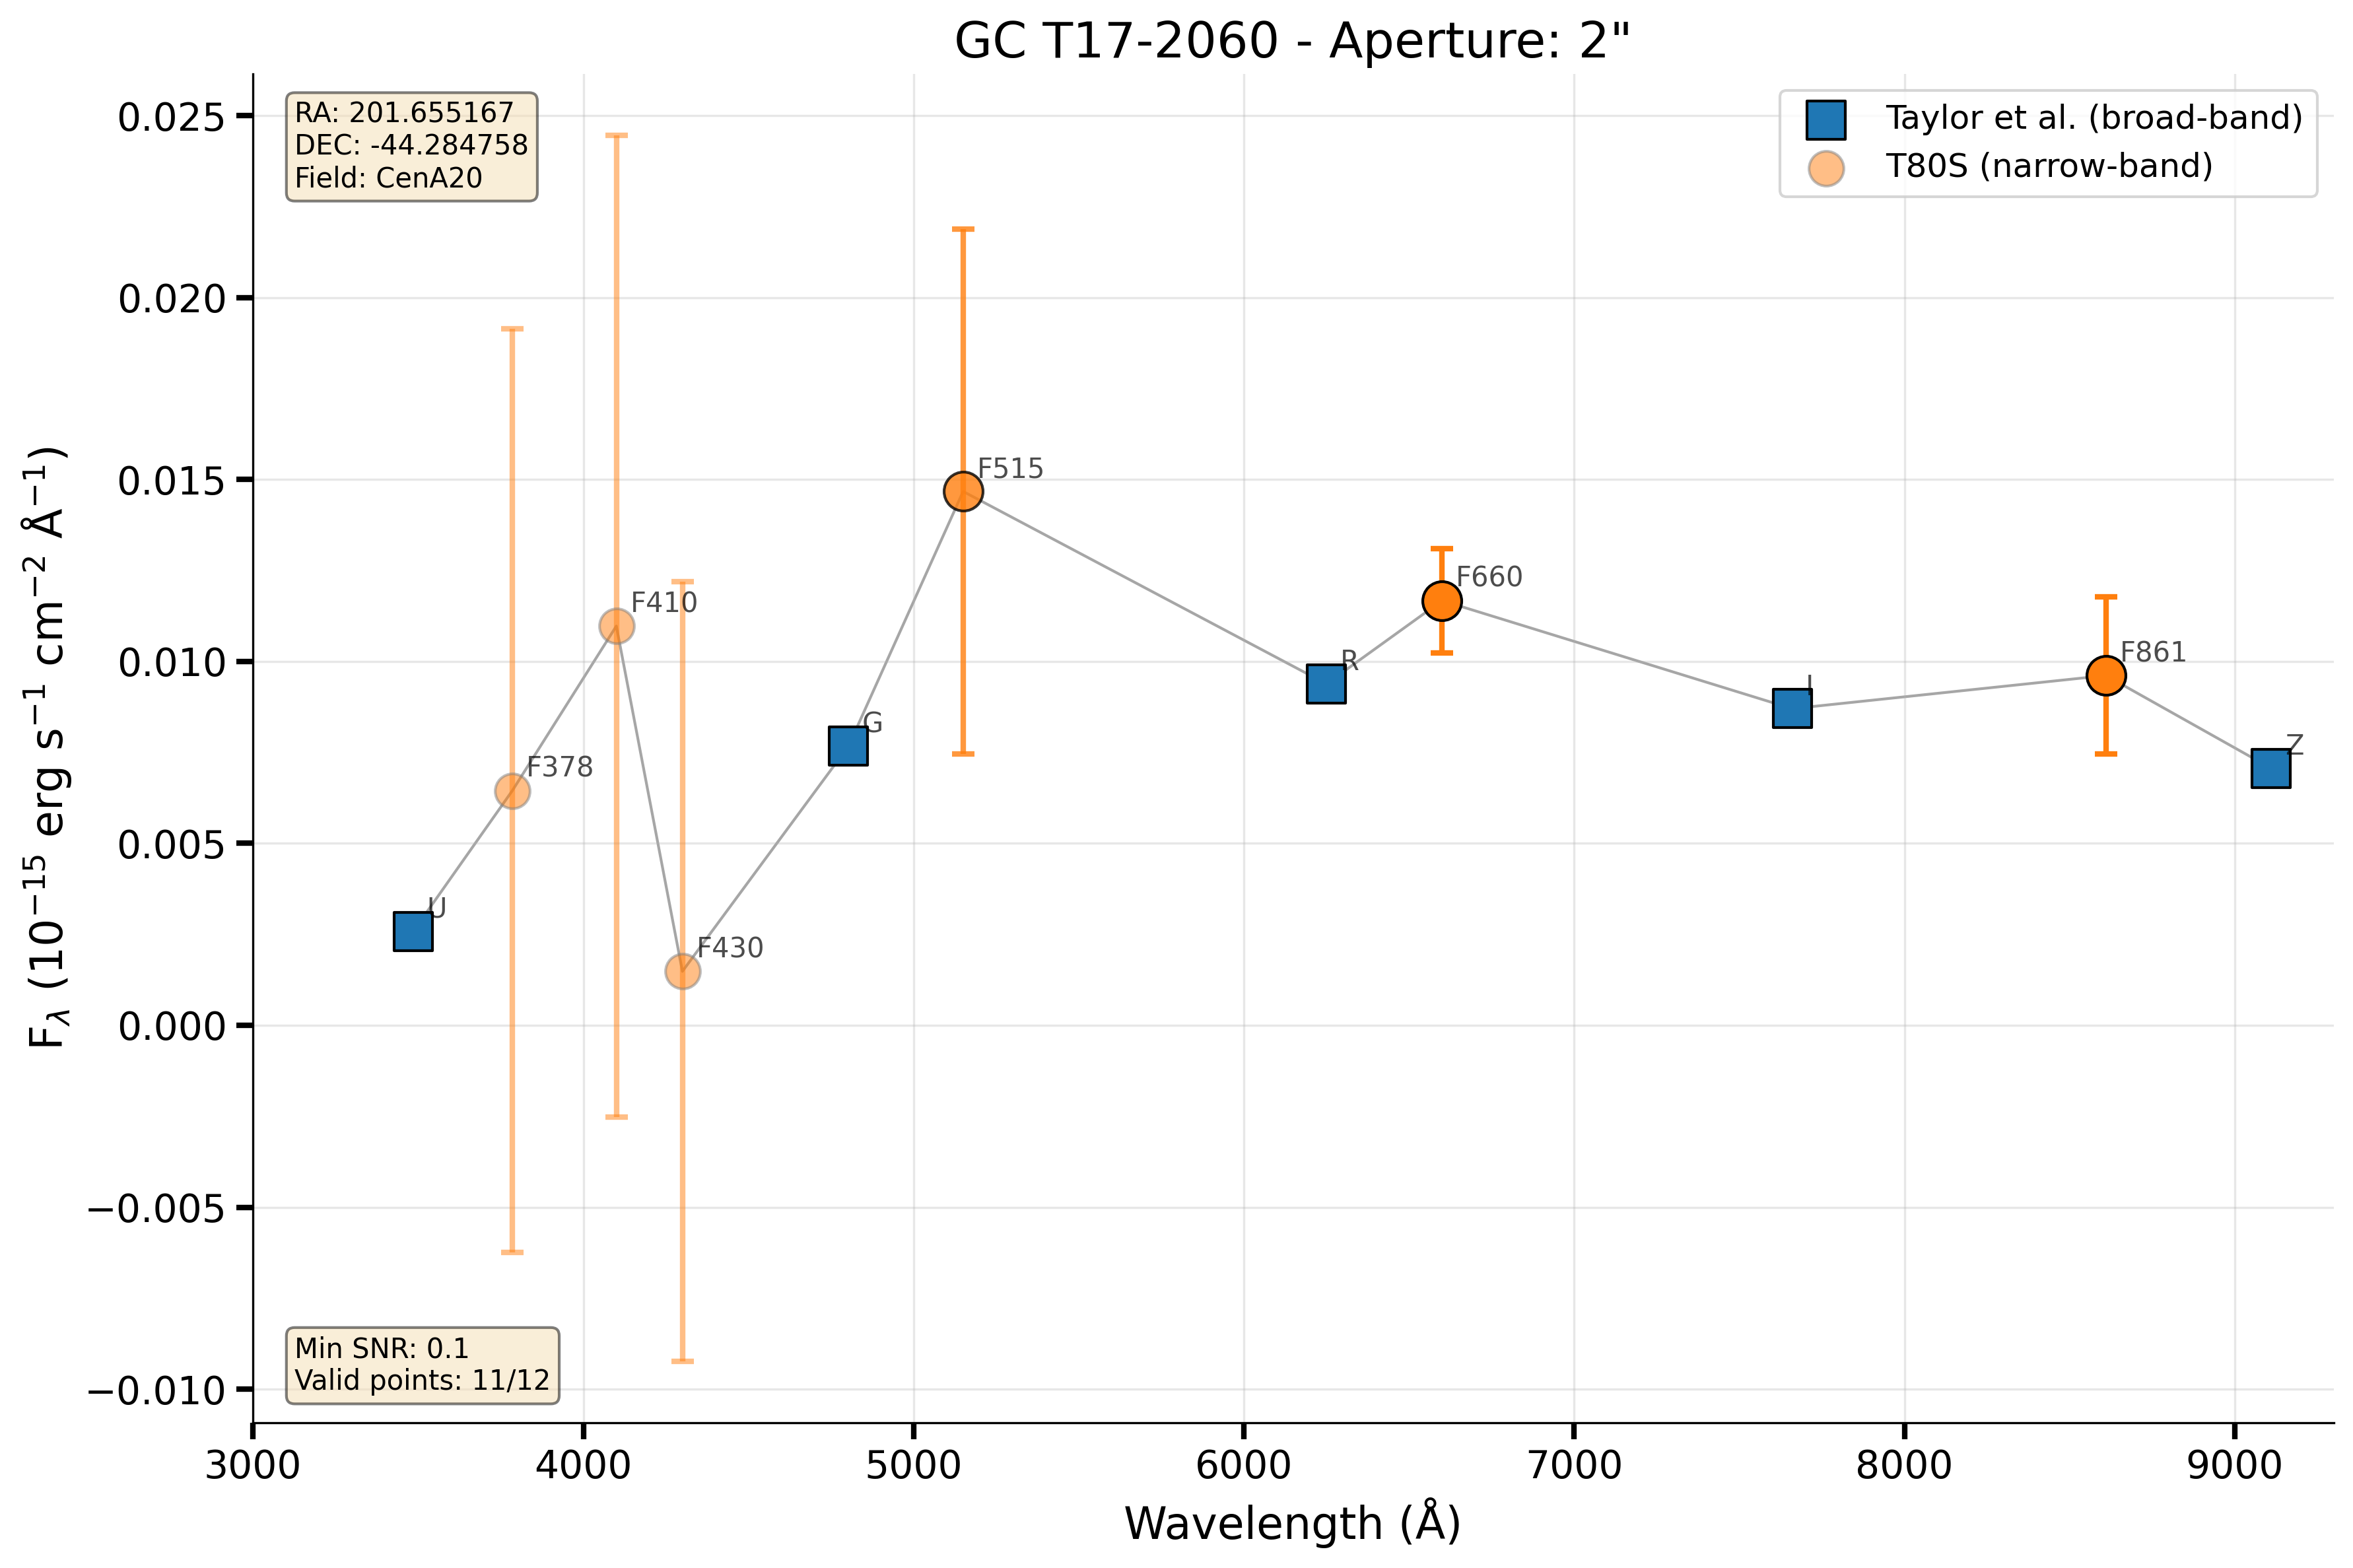 GC T17-2060 - Aperture: 2"
RA: 201.655167
DEC: -44.284758
Field: CenA20
Taylor et al. (broad-band)
T80S (narrow-band)
0.025
0.020
0.015
0.010
0.005
0.000
−0.005
−0.010
F_λ (10⁻¹⁵ erg s⁻¹ cm⁻² Å⁻¹)
U
F378
F410
F430
G
F515
R
F660
I
F861
Z
Min SNR: 0.1
Valid points: 11/12
3000 4000 5000 6000 7000 8000 9000
Wavelength (Å)